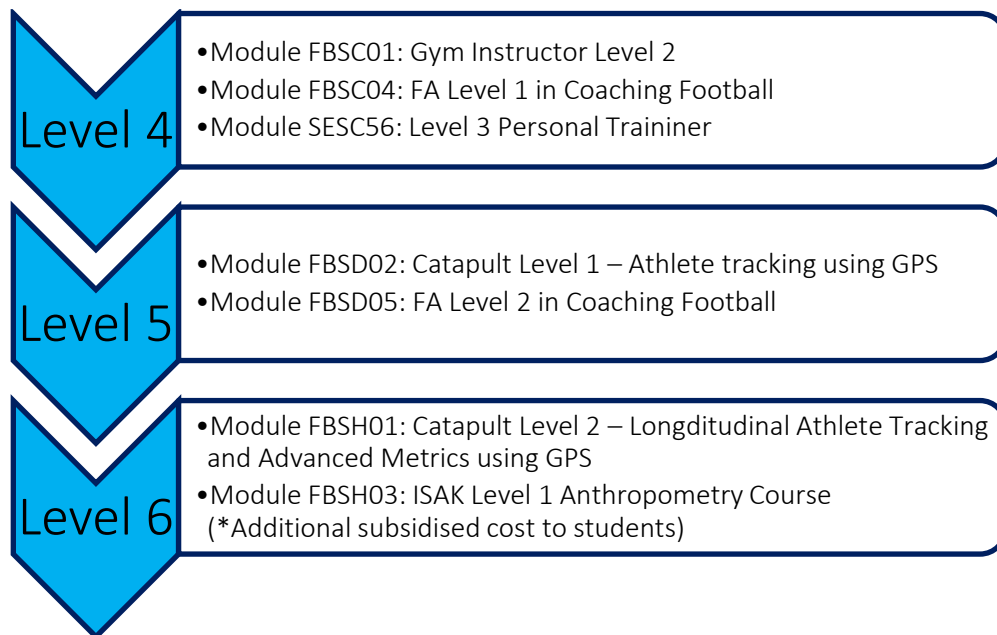 Level 4
•Module FBSC01: Gym Instructor Level 2
•Module FBSC04: FA Level 1 in Coaching Football
•Module SESC56: Level 3 Personal Traininer
Level 5
•Module FBSD02: Catapult Level 1 – Athlete tracking using GPS
•Module FBSD05: FA Level 2 in Coaching Football
Level 6
•Module FBSH01: Catapult Level 2 – Longditudinal Athlete Tracking
and Advanced Metrics using GPS
•Module FBSH03: ISAK Level 1 Anthropometry Course
(*Additional subsidised cost to students)